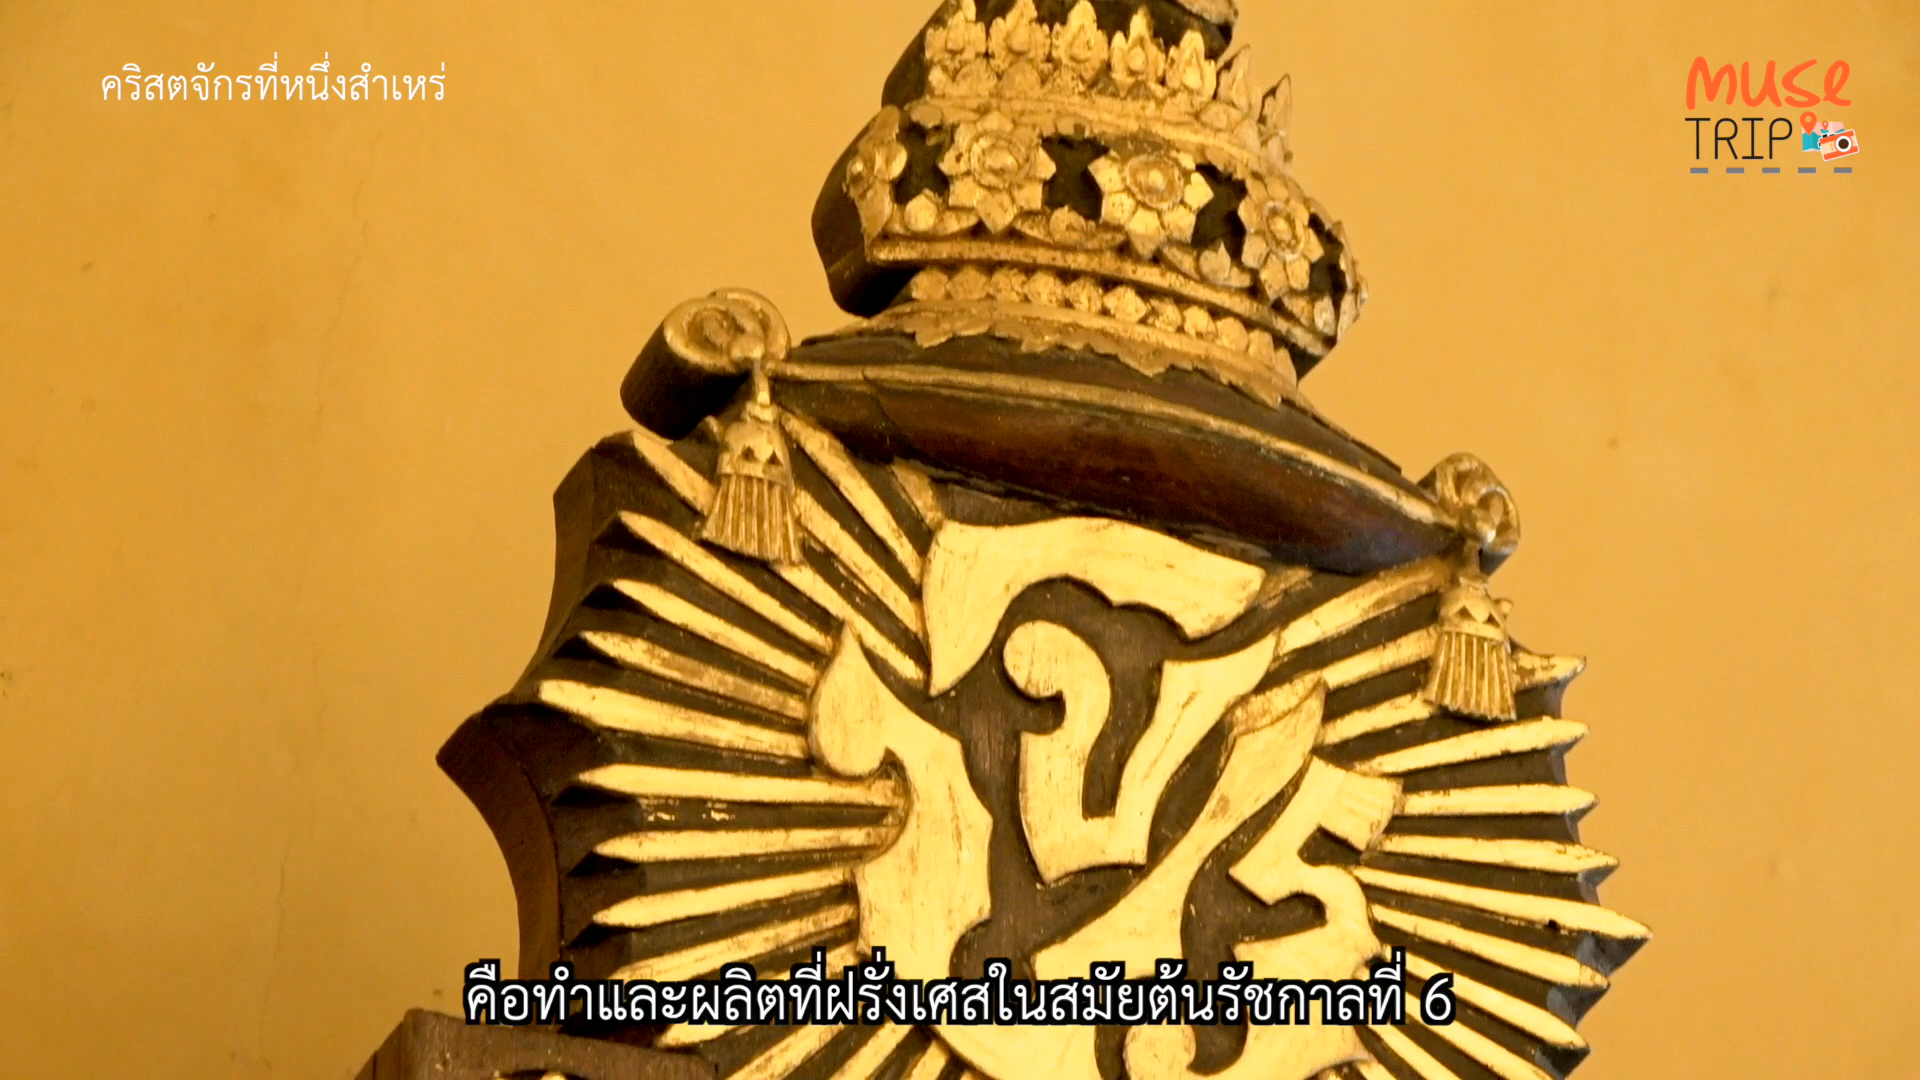 คริสตจักรที่หนึ่งสำเหร่
muse
TRIP
คือทำและผลิตที่ฝรั่งเศสในสมัยต้นรัชกาลที่ 6